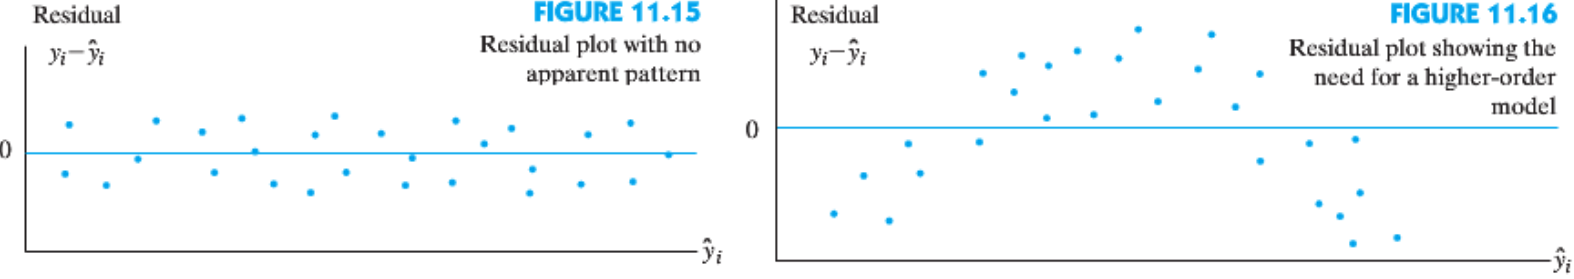 Residual
FIGURE 11.15
yᵢ−ŷᵢ
Residual plot with no
apparent pattern
0
ŷᵢ
Residual
FIGURE 11.16
yᵢ−ŷᵢ
Residual plot showing the
need for a higher-order
model
0
ŷᵢ